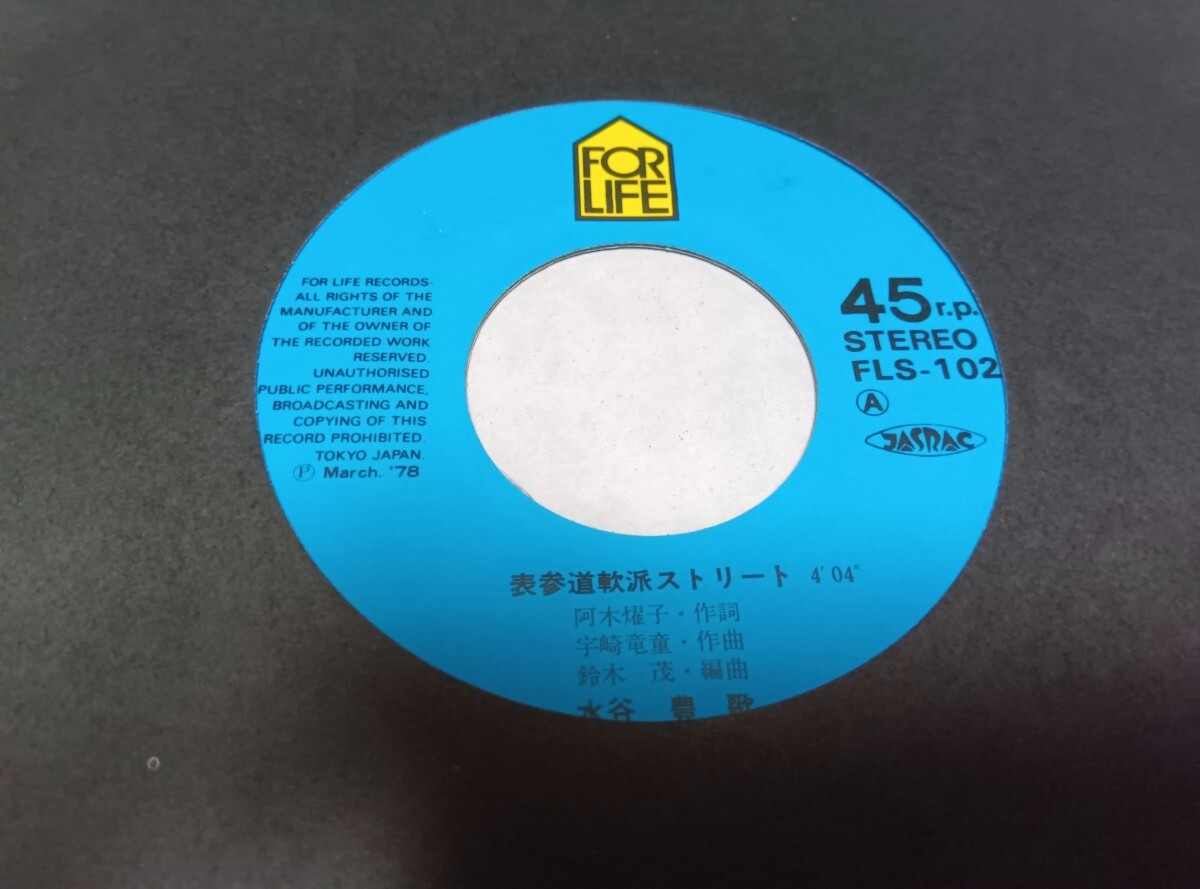 FOR
LIFE
FOR LIFE RECORDS-
ALL RIGHTS OF THE
MANUFACTURER AND
OF THE OWNER OF
THE RECORDED WORK
RESERVED.
UNAUTHORISED
PUBLIC PERFORMANCE,
BROADCASTING AND
COPYING OF THIS
RECORD PROHIBITED.
TOKYO JAPAN.
Ⓟ March. '78
45 r.p.
STEREO
FLS-102
Ⓐ
JASRAC
表参道軟派ストリート 4'04"
阿木燿子・作詞
宇崎竜童・作曲
鈴木 茂・編曲
水谷 豊 歌